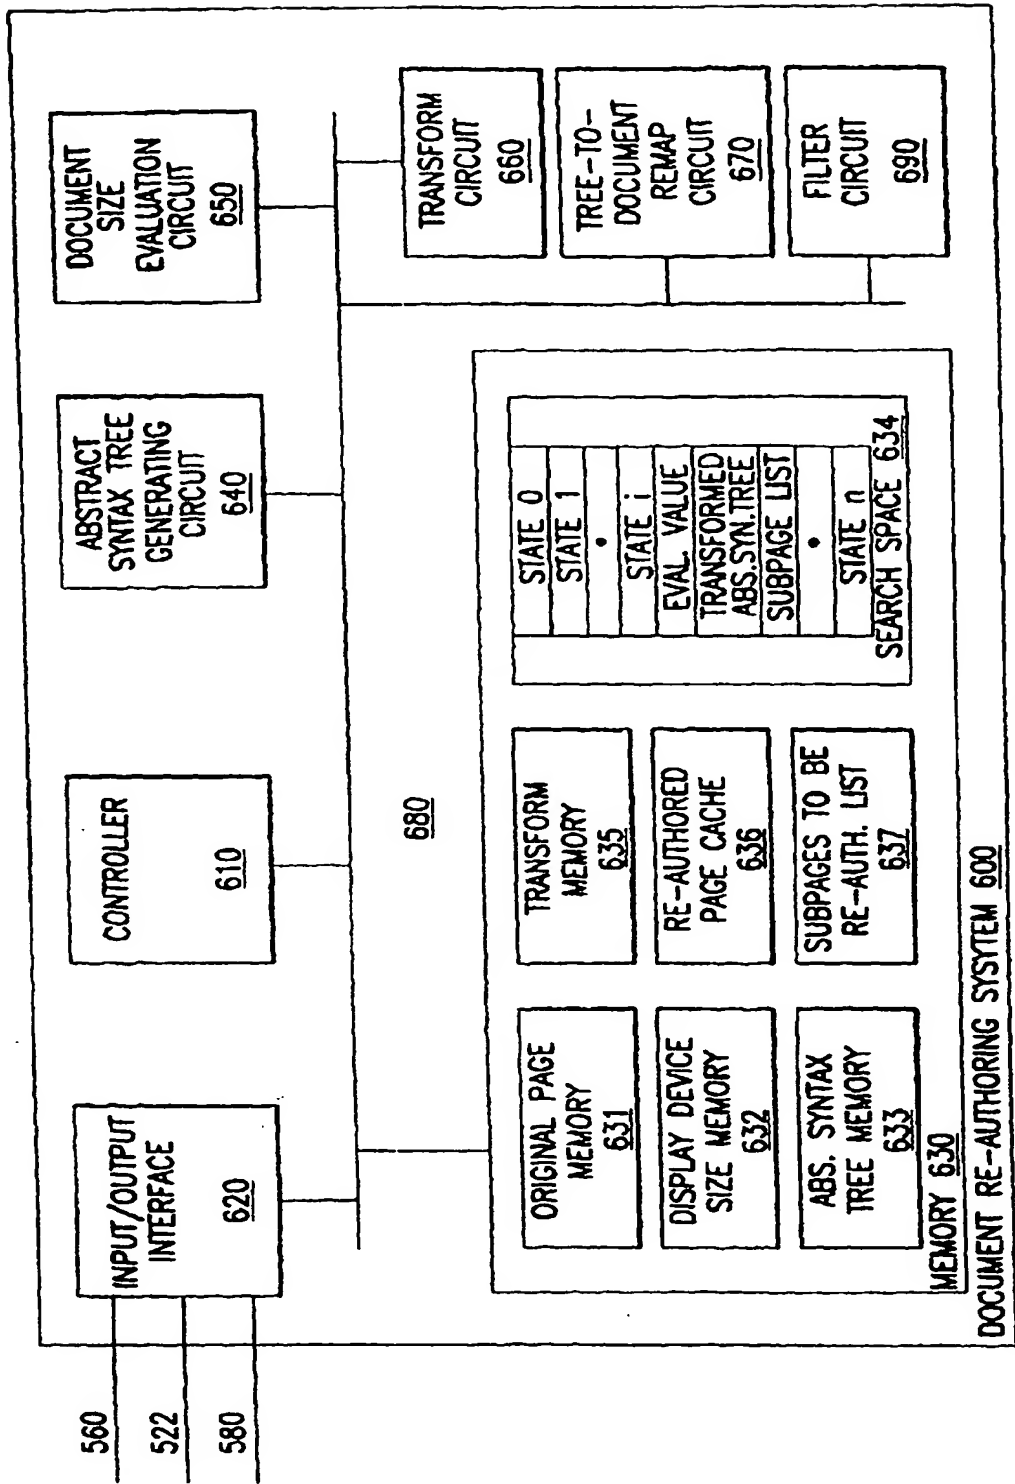 560
522
580
INPUT/OUTPUT
INTERFACE
620
CONTROLLER
610
ABSTRACT
SYNTAX TREE
GENERATING
CIRCUIT
640
DOCUMENT
SIZE
EVALUATION
CIRCUIT
650
680
TRANSFORM
CIRCUIT
660
TREE-TO-
DOCUMENT
REMAP
CIRCUIT
670
FILTER
CIRCUIT
690
ORIGINAL PAGE
MEMORY
631
DISPLAY DEVICE
SIZE MEMORY
632
ABS. SYNTAX
TREE MEMORY
633
TRANSFORM
MEMORY
635
RE-AUTHORED
PAGE CACHE
636
SUBPAGES TO BE
RE-AUTH. LIST
637
STATE 0
STATE 1
•
STATE i
EVAL. VALUE
TRANSFORMED
ABS.SYN.TREE
SUBPAGE LIST
•
STATE n
SEARCH SPACE 634
MEMORY 630
DOCUMENT RE-AUTHORING SYSYTEM 600